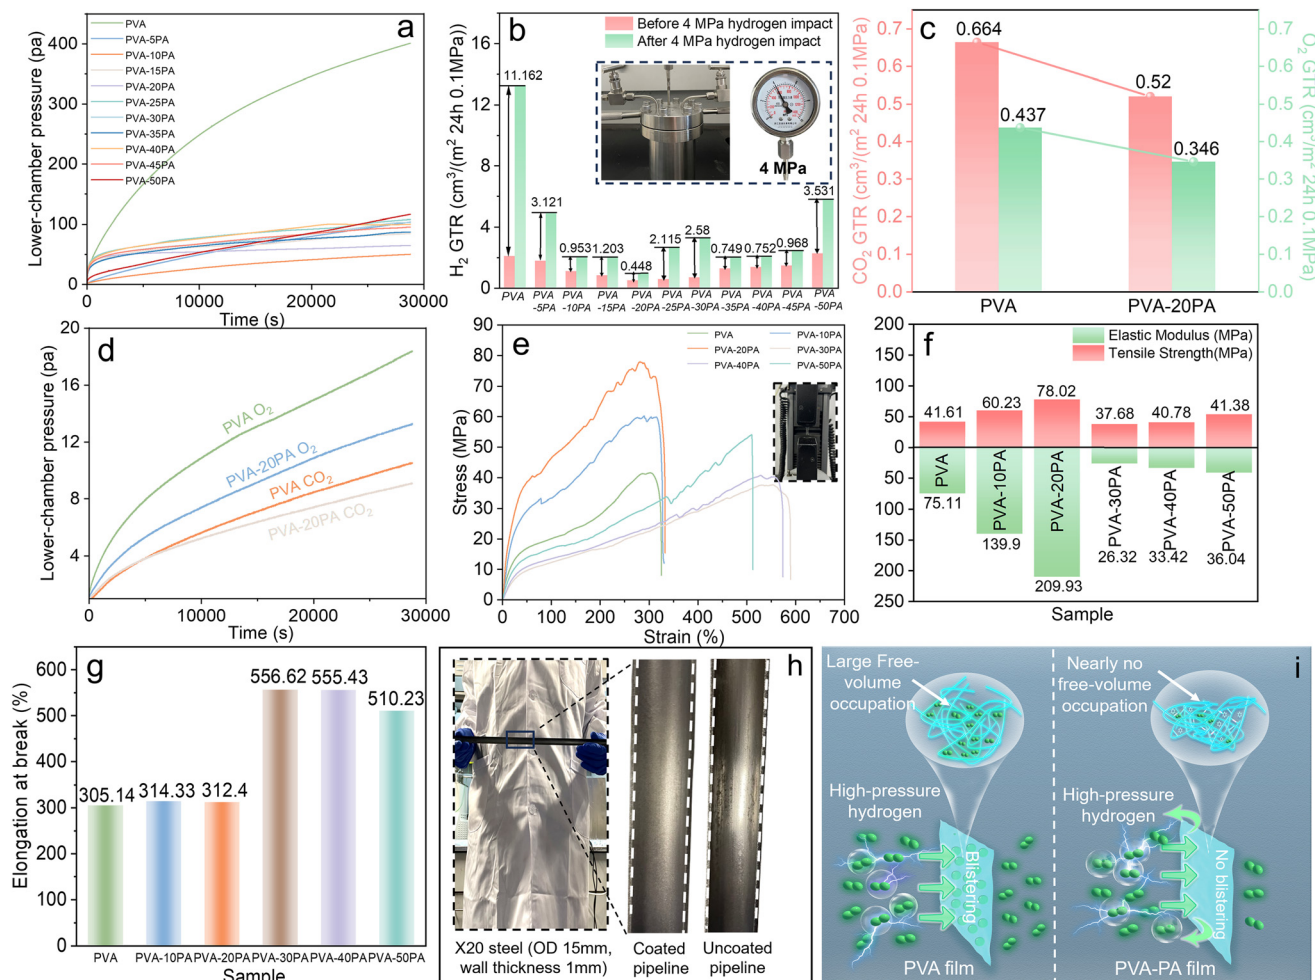 a
Lower-chamber pressure (pa)
400
300
200
100
0
PVA
PVA-5PA
PVA-10PA
PVA-15PA
PVA-20PA
PVA-25PA
PVA-30PA
PVA-35PA
PVA-40PA
PVA-45PA
PVA-50PA
0
10000
20000
30000
Time (s)
b
H2 GTR (cm3/(m2 24h 0.1MPa))
16
12
8
4
0
Before 4 MPa hydrogen impact
After 4 MPa hydrogen impact
4 MPa
11.162
3.121
0.953
1.203
0.448
2.115
2.58
0.749
0.752
0.968
3.531
PVA
PVA -5PA
PVA -10PA
PVA -15PA
PVA -20PA
PVA -25PA
PVA -30PA
PVA -35PA
PVA -40PA
PVA -45PA
PVA -50PA
c
CO2 GTR (cm3/(m2 24h 0.1MPa)
0.7
0.6
0.5
0.4
0.3
0.2
0.1
0.0
0.664
0.437
0.52
0.346
PVA
PVA-20PA
0.7
0.6
0.5
0.4
0.3
0.2
0.1
0.0
O2 GTR (cm3/m2 24h 0.1MPa)
d
Lower-chamber pressure (pa)
20
16
12
8
4
PVA O2
PVA-20PA O2
PVA CO2
PVA-20PA CO2
0
10000
20000
30000
Time (s)
e
Stress (MPa)
90
80
70
60
50
40
30
20
10
0
PVA
PVA-10PA
PVA-20PA
PVA-30PA
PVA-40PA
PVA-50PA
0
100
200
300
400
500
600
700
Strain (%)
f
200
150
100
50
0
50
100
150
200
250
Elastic Modulus (MPa)
Tensile Strength(MPa)
41.61
60.23
78.02
37.68
40.78
41.38
PVA
PVA-10PA
PVA-20PA
PVA-30PA
PVA-40PA
PVA-50PA
75.11
139.9
209.93
26.32
33.42
36.04
Sample
g
Elongation at break (%)
600
500
400
300
200
100
0
305.14
314.33
312.4
556.62
555.43
510.23
PVA
PVA-10PA
PVA-20PA
PVA-30PA
PVA-40PA
PVA-50PA
Sample
h
X20 steel (OD 15mm,
wall thickness 1mm)
Coated
pipeline
Uncoated
pipeline
i
Large Free-
volume
occupation
High-pressure
hydrogen
Blistering
PVA film
Nearly no
free-volume
occupation
High-pressure
hydrogen
No blistering
PVA-PA film